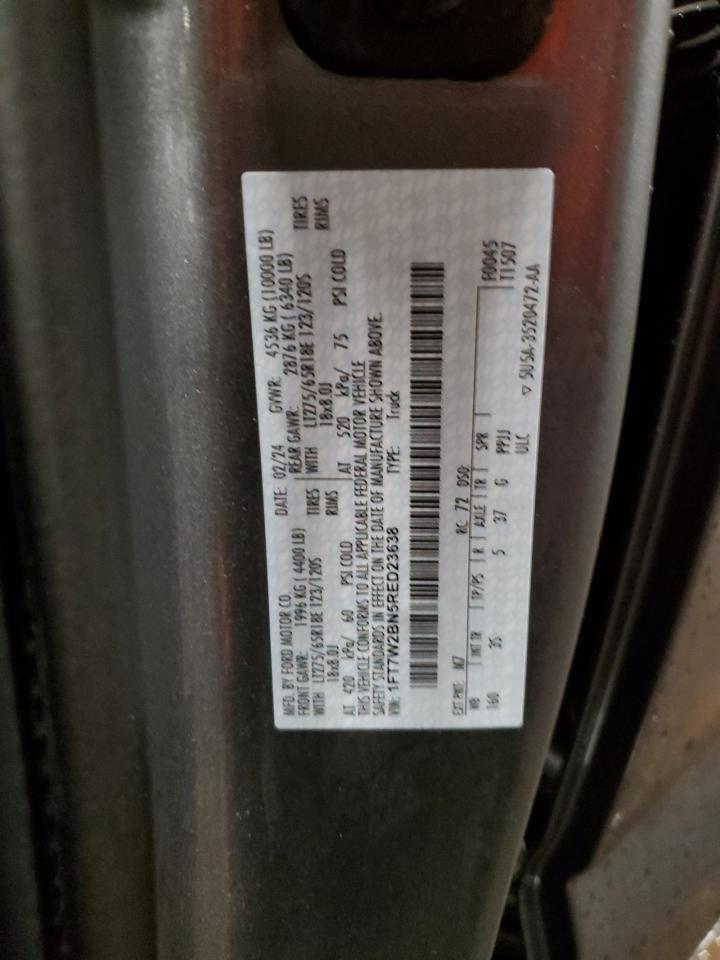 MFD. BY FORD MOTOR CO.
DATE: 02/24 GVWR: 4536 KG (10000 LB)
FRONT GAWR: 1996 KG ( 4400 LB) REAR GAWR: 2876 KG ( 6340 LB)
WITH LT275/65R18E 123/120S TIRES WITH LT275/65R18E 123/120S TIRES
18x8.0J RIMS 18x8.0J RIMS
AT 420 kPa/ 60 PSI COLD AT 520 kPa/ 75 PSI COLD
THIS VEHICLE CONFORMS TO ALL APPLICABLE FEDERAL MOTOR VEHICLE
SAFETY STANDARDS IN EFFECT ON THE DATE OF MANUFACTURE SHOWN ABOVE.
VIN: 1FT7W2BN5RED23638 TYPE: Truck
EXT PNT: M7 RC: 72 DSO: F0045
WB INT TR TP/PS R AXLE TR SPR T1507
160 3S 5 37 G PPJJ
ULC ▽ 5U5A-3520472-AA